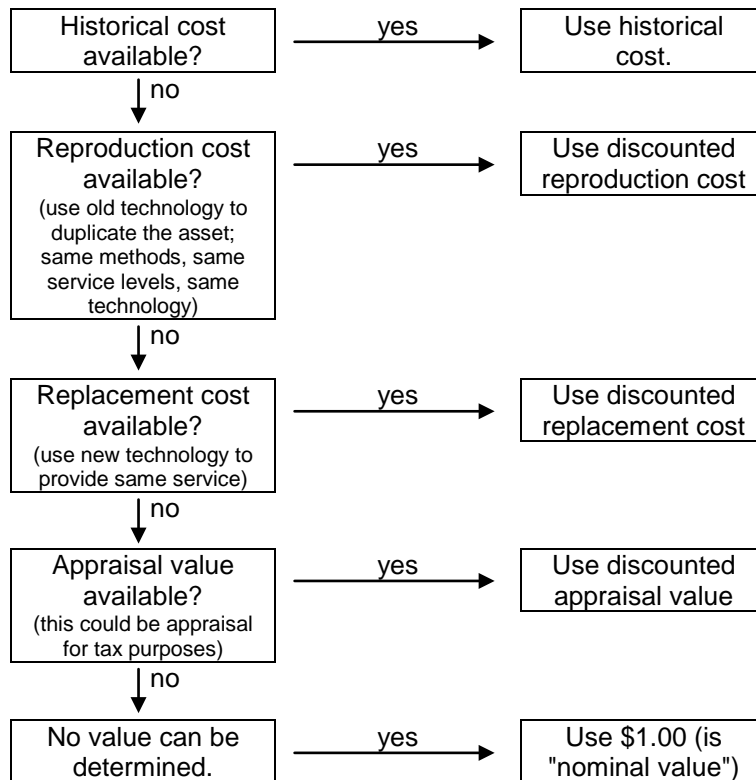 Historical cost
available?
yes
Use historical
cost.
no
Reproduction cost
available?
(use old technology to
duplicate the asset;
same methods, same
service levels, same
technology)
yes
Use discounted
reproduction cost
no
Replacement cost
available?
(use new technology to
provide same service)
yes
Use discounted
replacement cost
no
Appraisal value
available?
(this could be appraisal
for tax purposes)
yes
Use discounted
appraisal value
no
No value can be
determined.
yes
Use $1.00 (is
"nominal value")